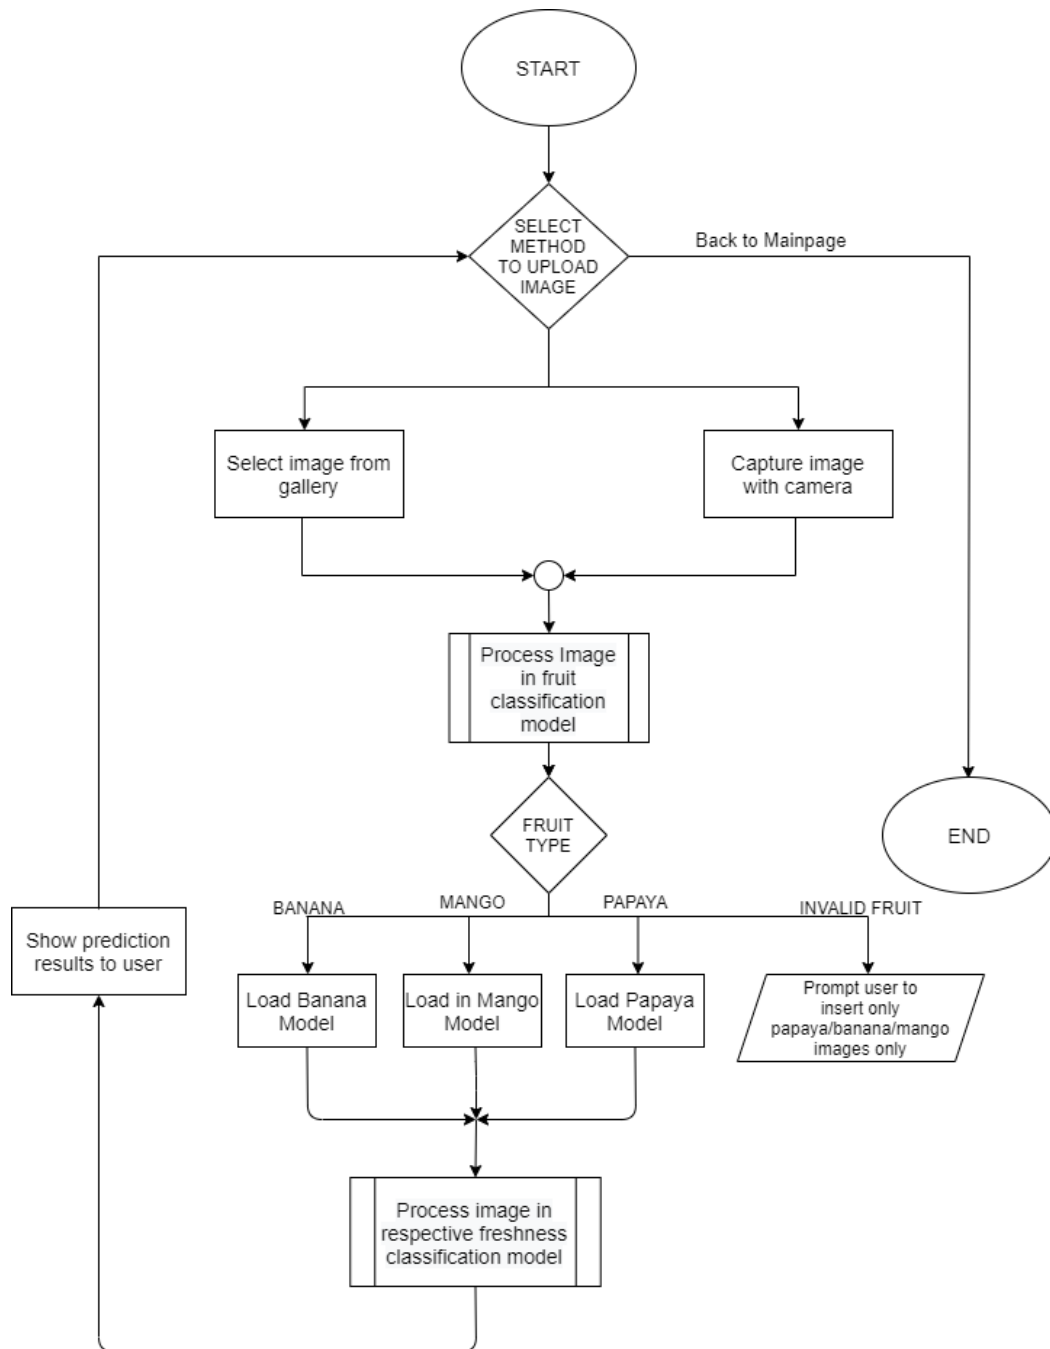 START
SELECT
METHOD
TO UPLOAD
IMAGE
Back to Mainpage
Select image from
gallery
Capture image
with camera
Process Image
in fruit
classification
model
FRUIT
TYPE
END
BANANA
MANGO
PAPAYA
INVALID FRUIT
Show prediction
results to user
Load Banana
Model
Load in Mango
Model
Load Papaya
Model
Prompt user to
insert only
papaya/banana/mango
images only
Process image in
respective freshness
classification model